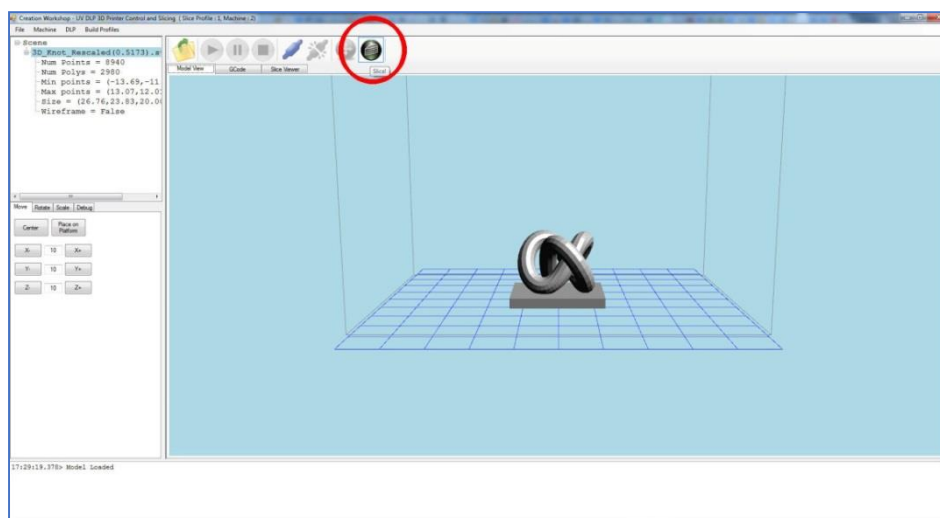 Creation Workshop - UV DLP 3D Printer Control and Slicing ( Slice Profile : 1, Machine : 2)
File Machine DLP Build Profiles
Scene
3D_Knot_Rescaled(0.5173).s
Num Points = 8940
Num Polys = 2980
Min points = (-13.69,-11
Max points = (13.07,12.0
Size = (26.76,23.83,20.0
Wireframe = False
Model View GCode Slice Viewer
Slice!
Move Rotate Scale Debug
Center Place on Platform
X- 10 X+
Y- 10 Y+
Z- 10 Z+
17:29:19.378> Model Loaded